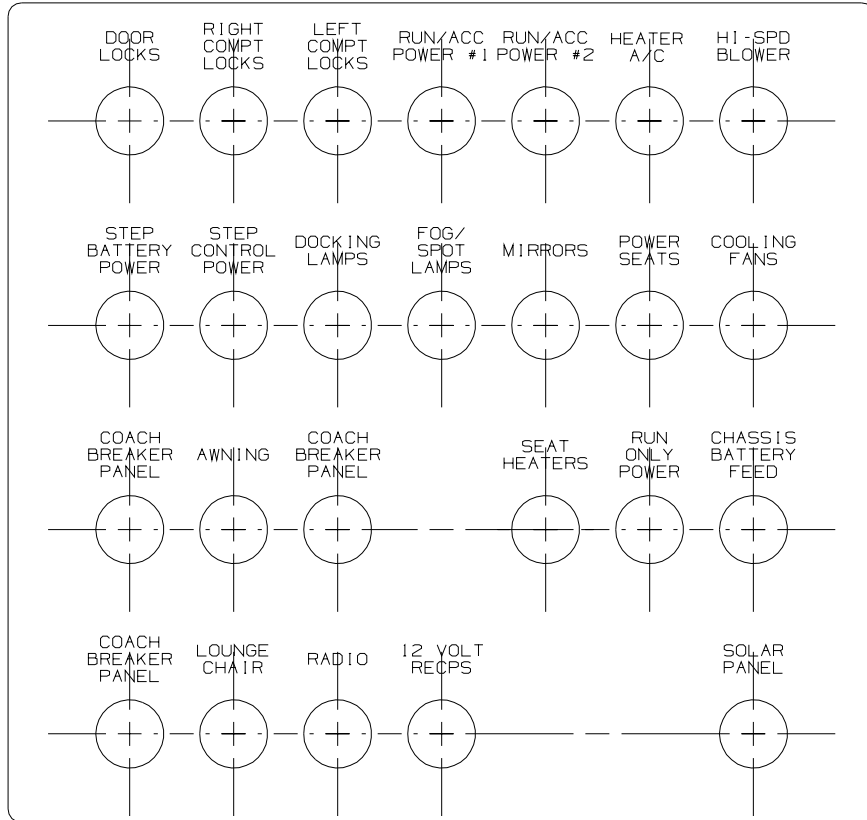 DOOR
LOCKS
RIGHT
COMPT
LOCKS
LEFT
COMPT
LOCKS
RUN/ACC
POWER #1
RUN/ACC
POWER #2
HEATER
A/C
HI-SPD
BLOWER
STEP
BATTERY
POWER
STEP
CONTROL
POWER
DOCKING
LAMPS
FOG/
SPOT
LAMPS
MIRRORS
POWER
SEATS
COOLING
FANS
COACH
BREAKER
PANEL
AWNING
COACH
BREAKER
PANEL
SEAT
HEATERS
RUN
ONLY
POWER
CHASSIS
BATTERY
FEED
COACH
BREAKER
PANEL
LOUNGE
CHAIR
RADIO
12 VOLT
RECPS
SOLAR
PANEL